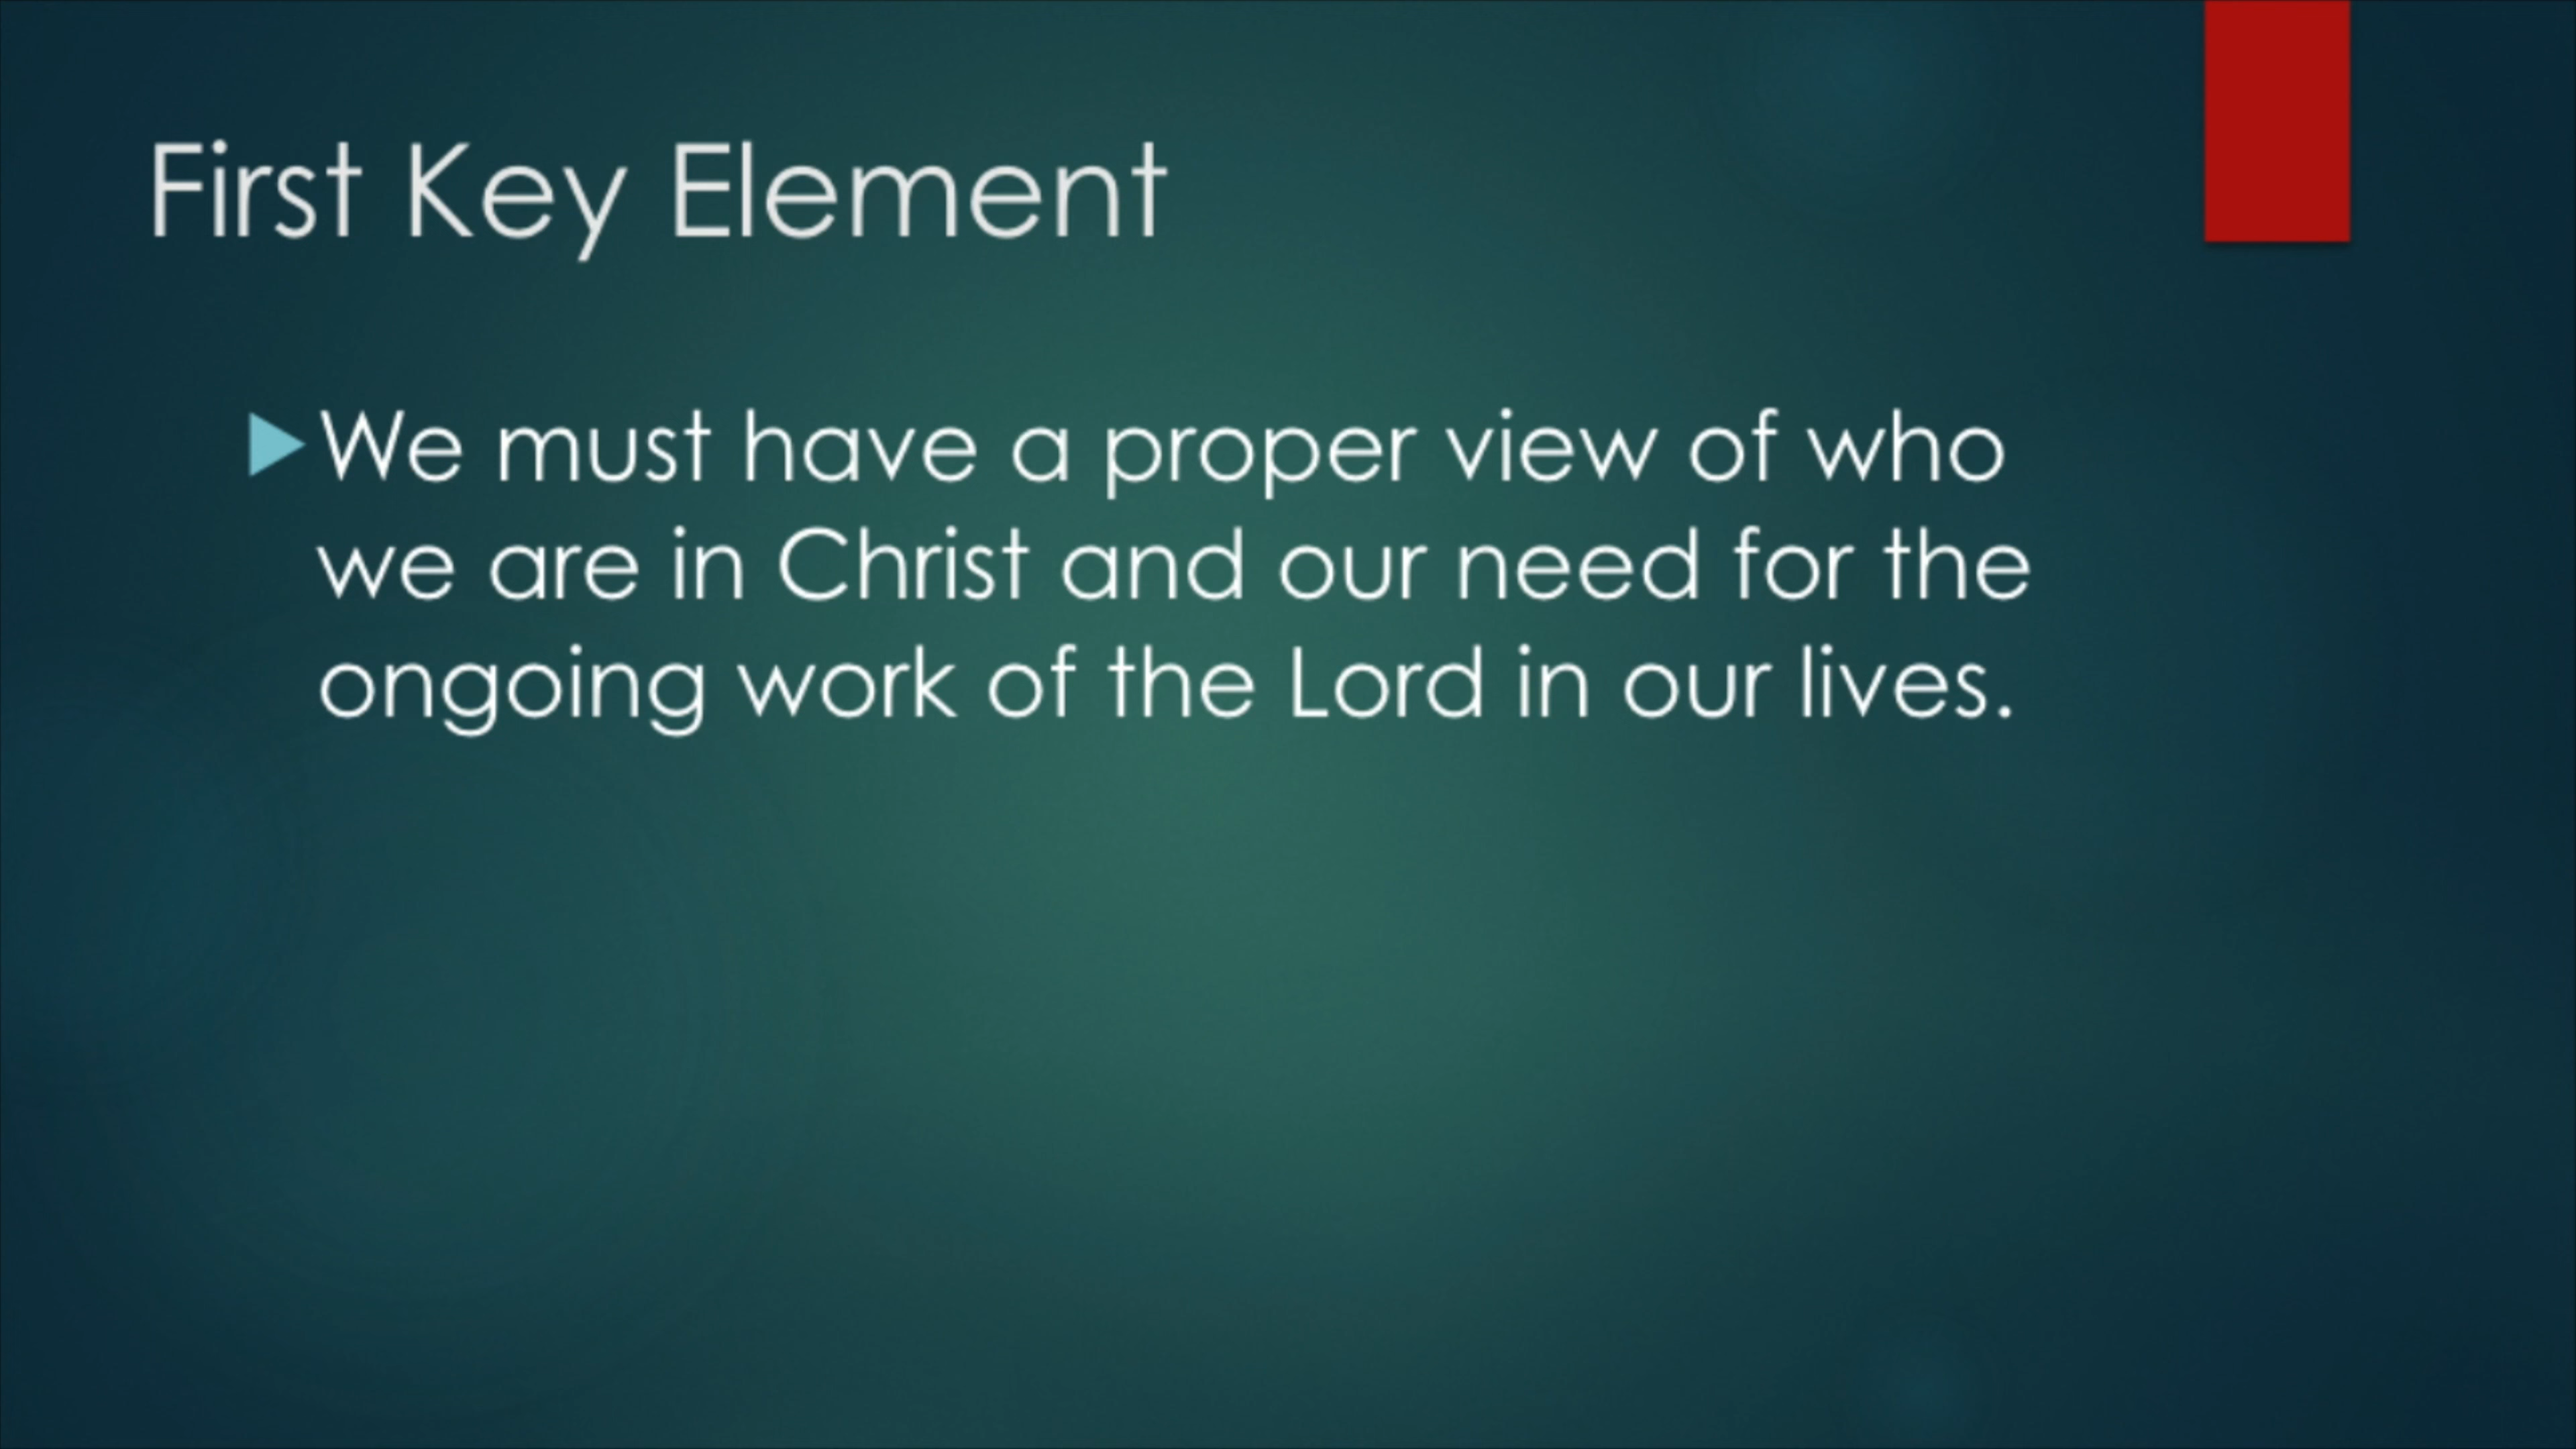 First Key Element
We must have a proper view of who
we are in Christ and our need for the
ongoing work of the Lord in our lives.